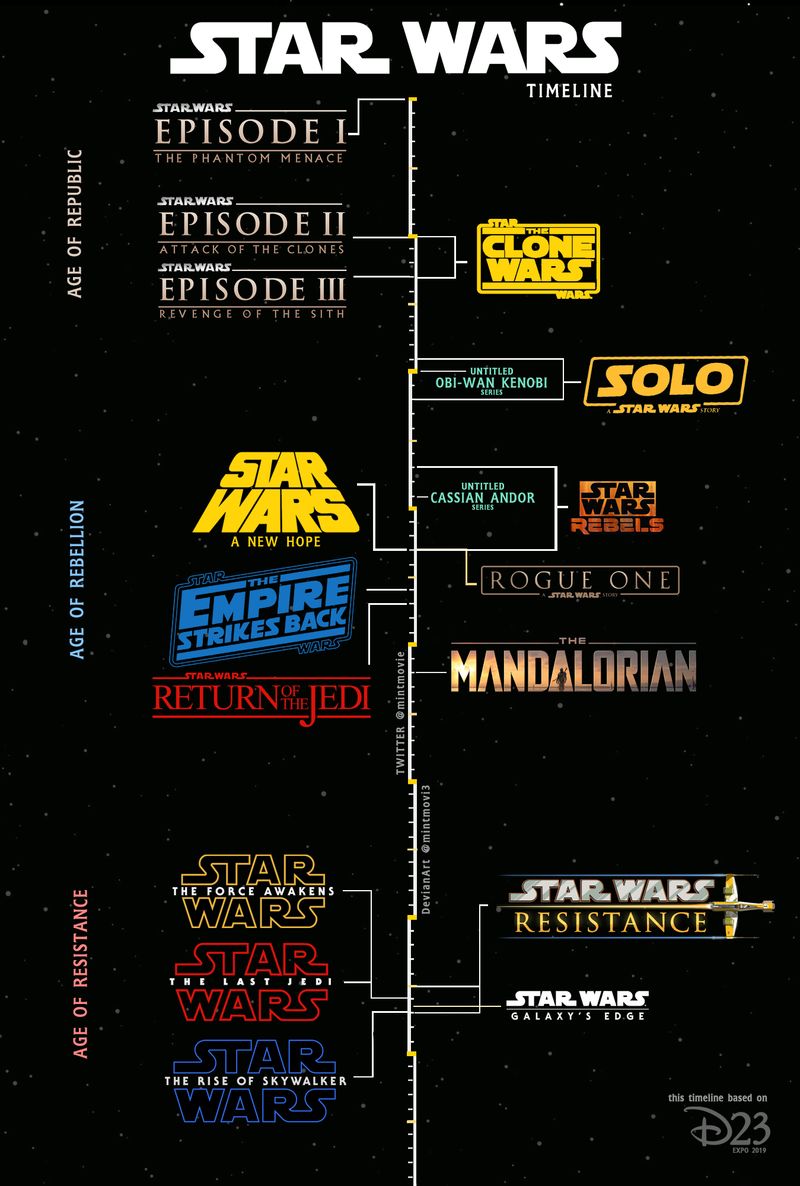 STAR WARS
TIMELINE
AGE OF REPUBLIC
STAR WARS
EPISODE I
THE PHANTOM MENACE
STAR WARS
EPISODE II
ATTACK OF THE CLONES
STAR WARS
EPISODE III
REVENGE OF THE SITH
STAR
THE
CLONE
WARS
WARS
UNTITLED
OBI-WAN KENOBI
SERIES
SOLO
A STAR WARS STORY
AGE OF REBELLION
STAR
WARS
A NEW HOPE
UNTITLED
CASSIAN ANDOR
SERIES
STAR
WARS
REBELS
ROGUE ONE
A STAR WARS STORY
STAR
THE
EMPIRE
STRIKES BACK
WARS
STAR WARS
RETURN OF THE JEDI
THE
MANDALORIAN
TWITTER @mintmovie
DevianArt @mintmovi3
AGE OF RESISTANCE
STAR
THE FORCE AWAKENS
WARS
STAR
THE LAST JEDI
WARS
STAR
THE RISE OF SKYWALKER
WARS
STAR WARS
RESISTANCE
STAR WARS
GALAXY'S EDGE
this timeline based on
D23
EXPO 2019